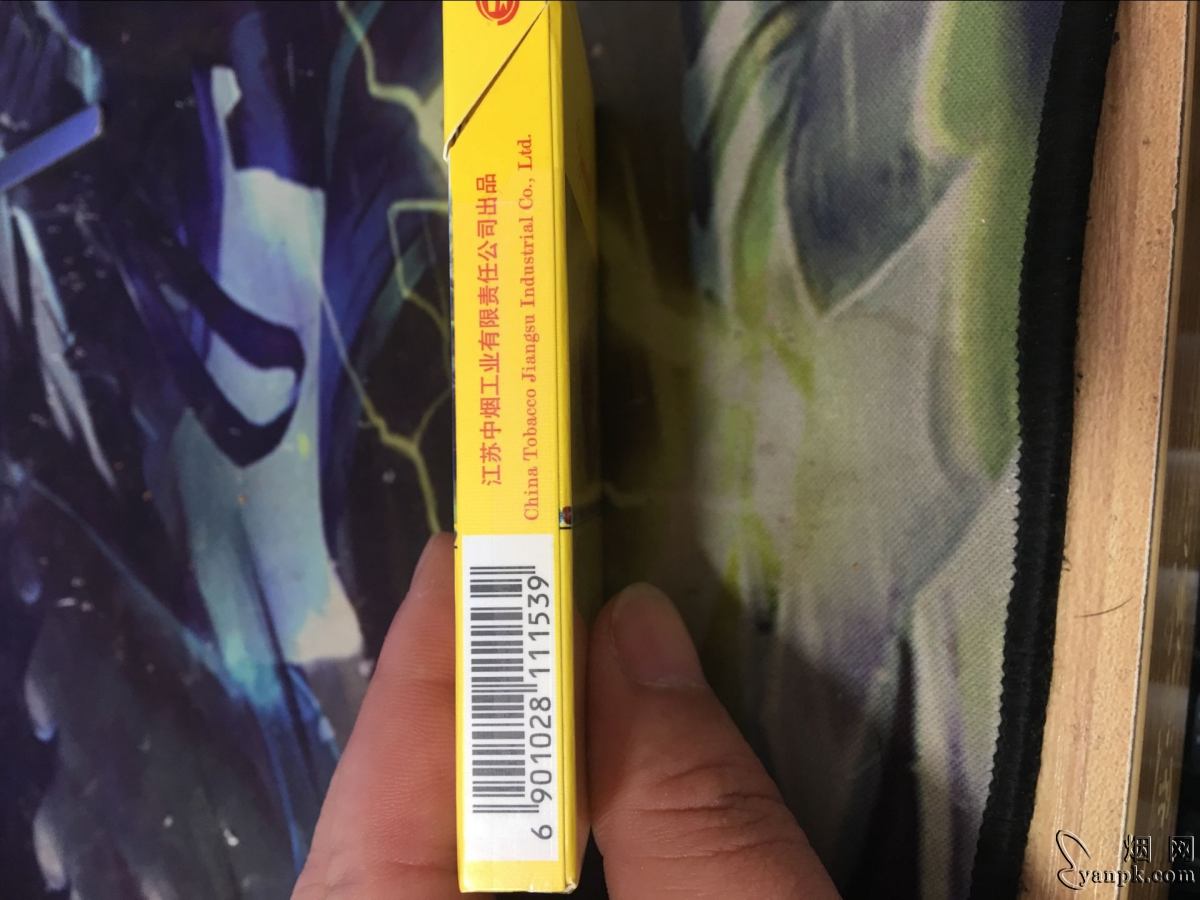 江苏中烟工业有限责任公司出品
China Tobacco Jiangsu Industrial Co., Ltd.
6 901028 111539
烟网
yanpk.com